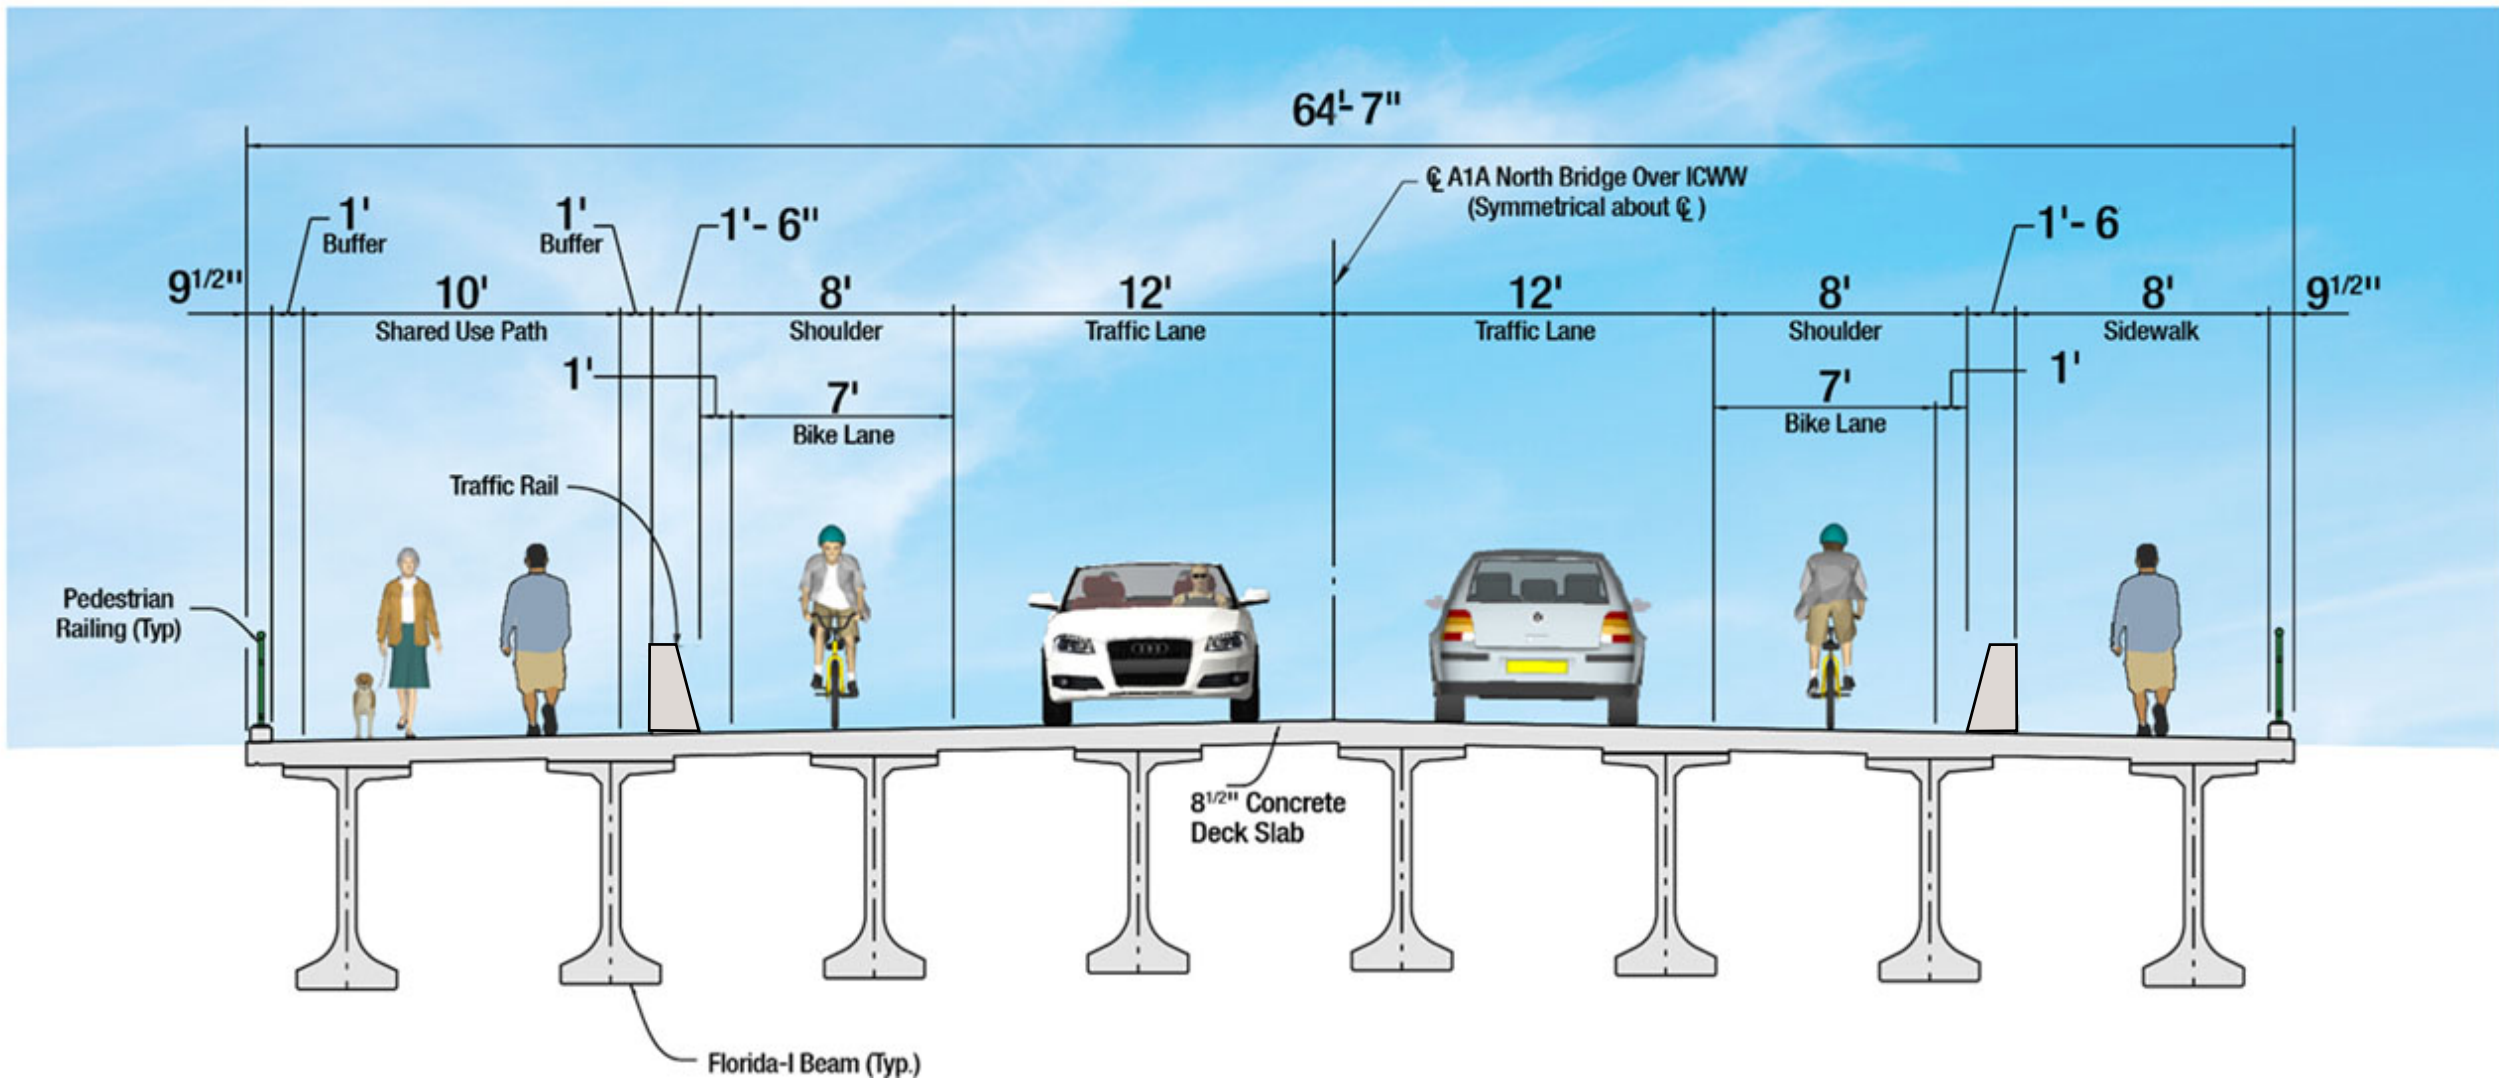 64'- 7"
℄ A1A North Bridge Over ICWW
(Symmetrical about ℄ )
1'
Buffer
1'
Buffer
1'- 6"
1'- 6
9 1/2"
10'
Shared Use Path
8'
Shoulder
12'
Traffic Lane
12'
Traffic Lane
8'
Shoulder
8'
Sidewalk
9 1/2"
1'
7'
Bike Lane
7'
Bike Lane
1'
Traffic Rail
Pedestrian
Railing (Typ)
8 1/2" Concrete
Deck Slab
Florida-I Beam (Typ.)